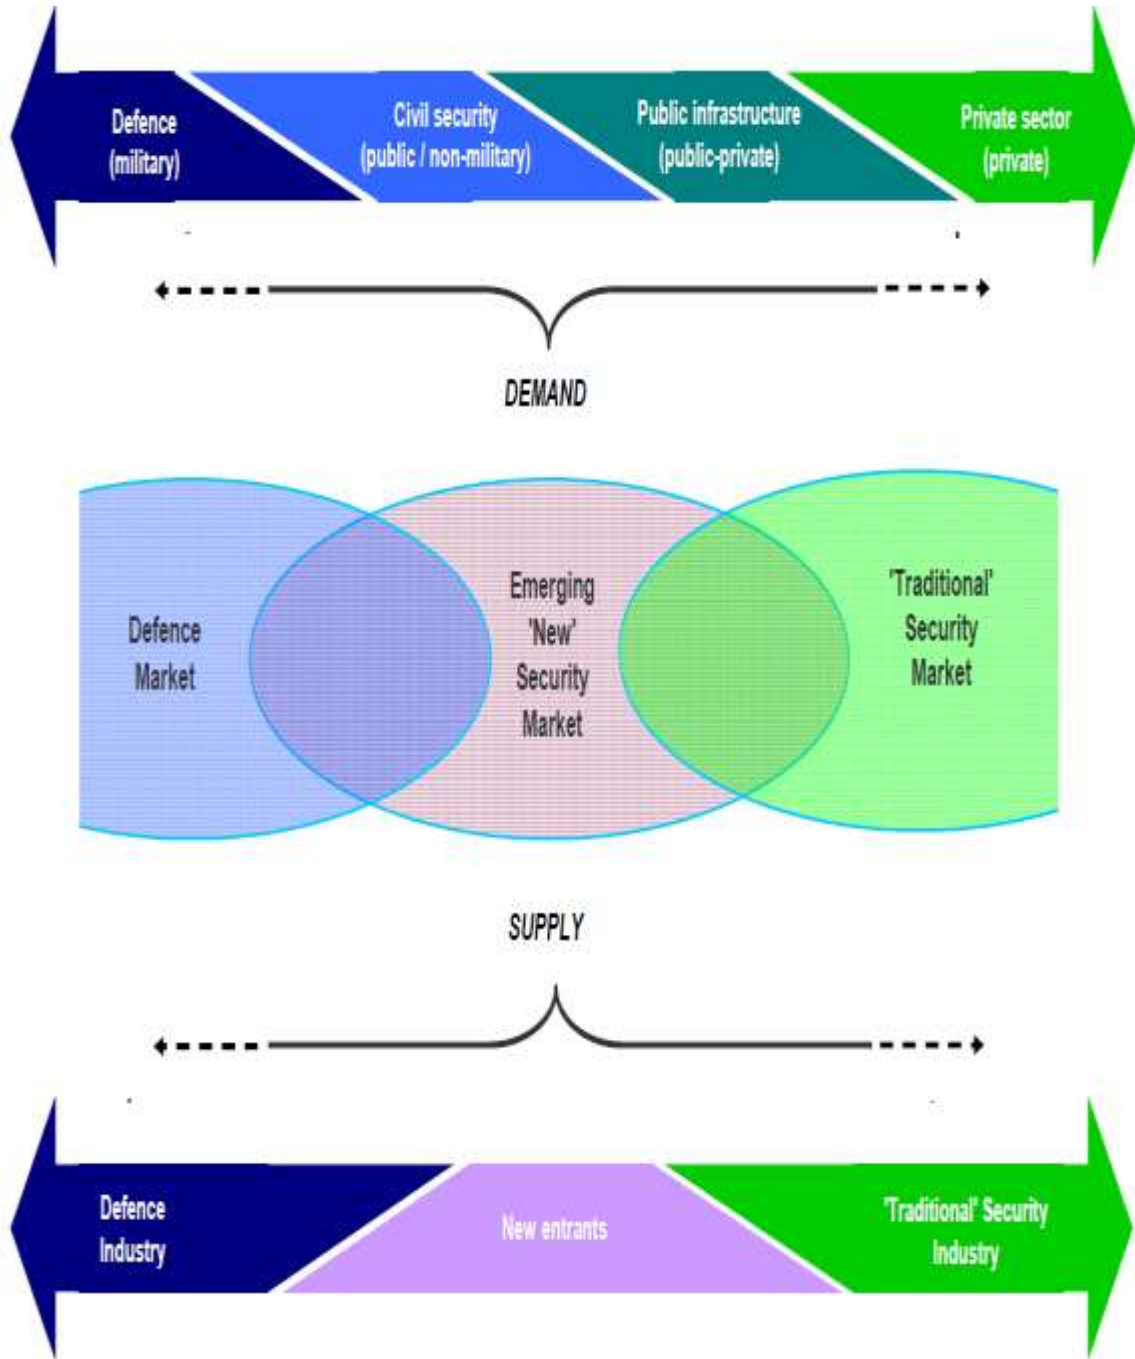 Defence
(military)
Civil security
(public / non-military)
Public infrastructure
(public-private)
Private sector
(private)
DEMAND
Defence
Market
Emerging
'New'
Security
Market
'Traditional'
Security
Market
SUPPLY
Defence
Industry
New entrants
'Traditional' Security
Industry